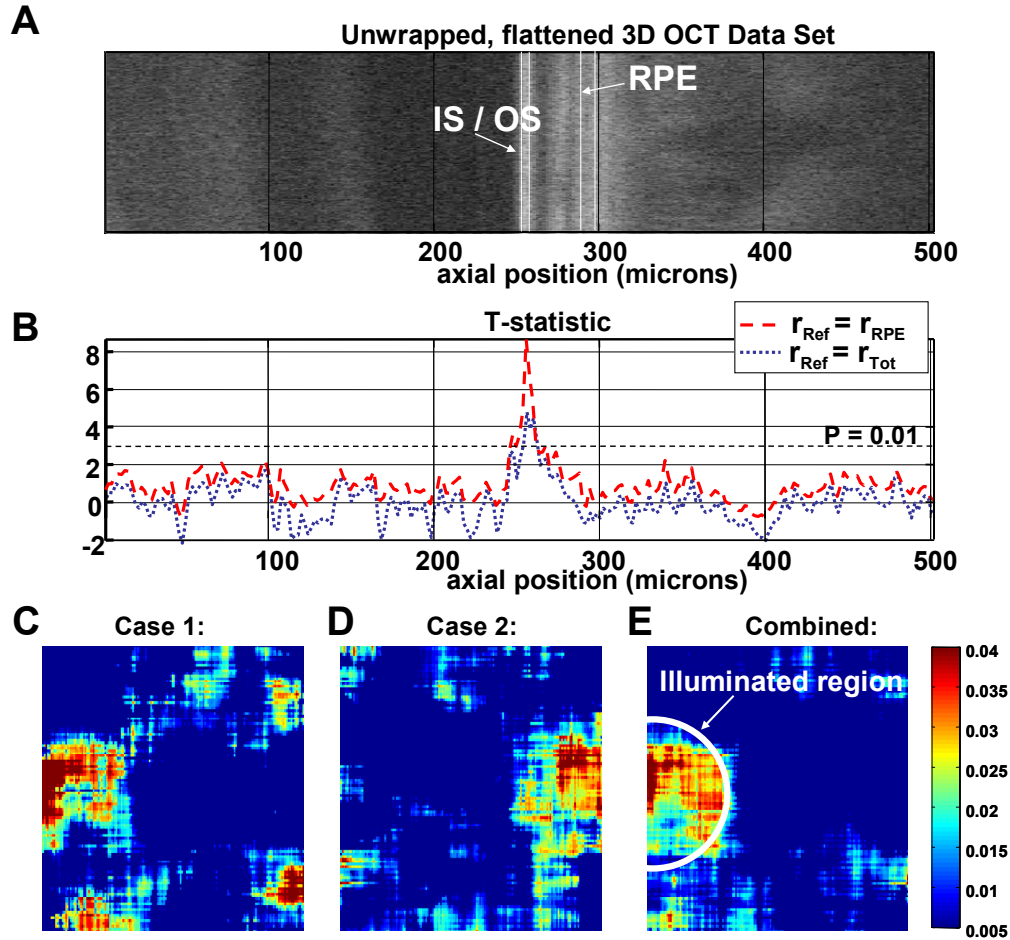 A
Unwrapped, flattened 3D OCT Data Set
RPE
IS / OS
100 200 300 400 500
axial position (microns)
B
T-statistic
r_Ref = r_RPE
r_Ref = r_Tot
8
6
4
P = 0.01
2
0
-2
100 200 300 400 500
axial position (microns)
C Case 1:
D Case 2:
E Combined:
Illuminated region
0.04
0.035
0.03
0.025
0.02
0.015
0.01
0.005